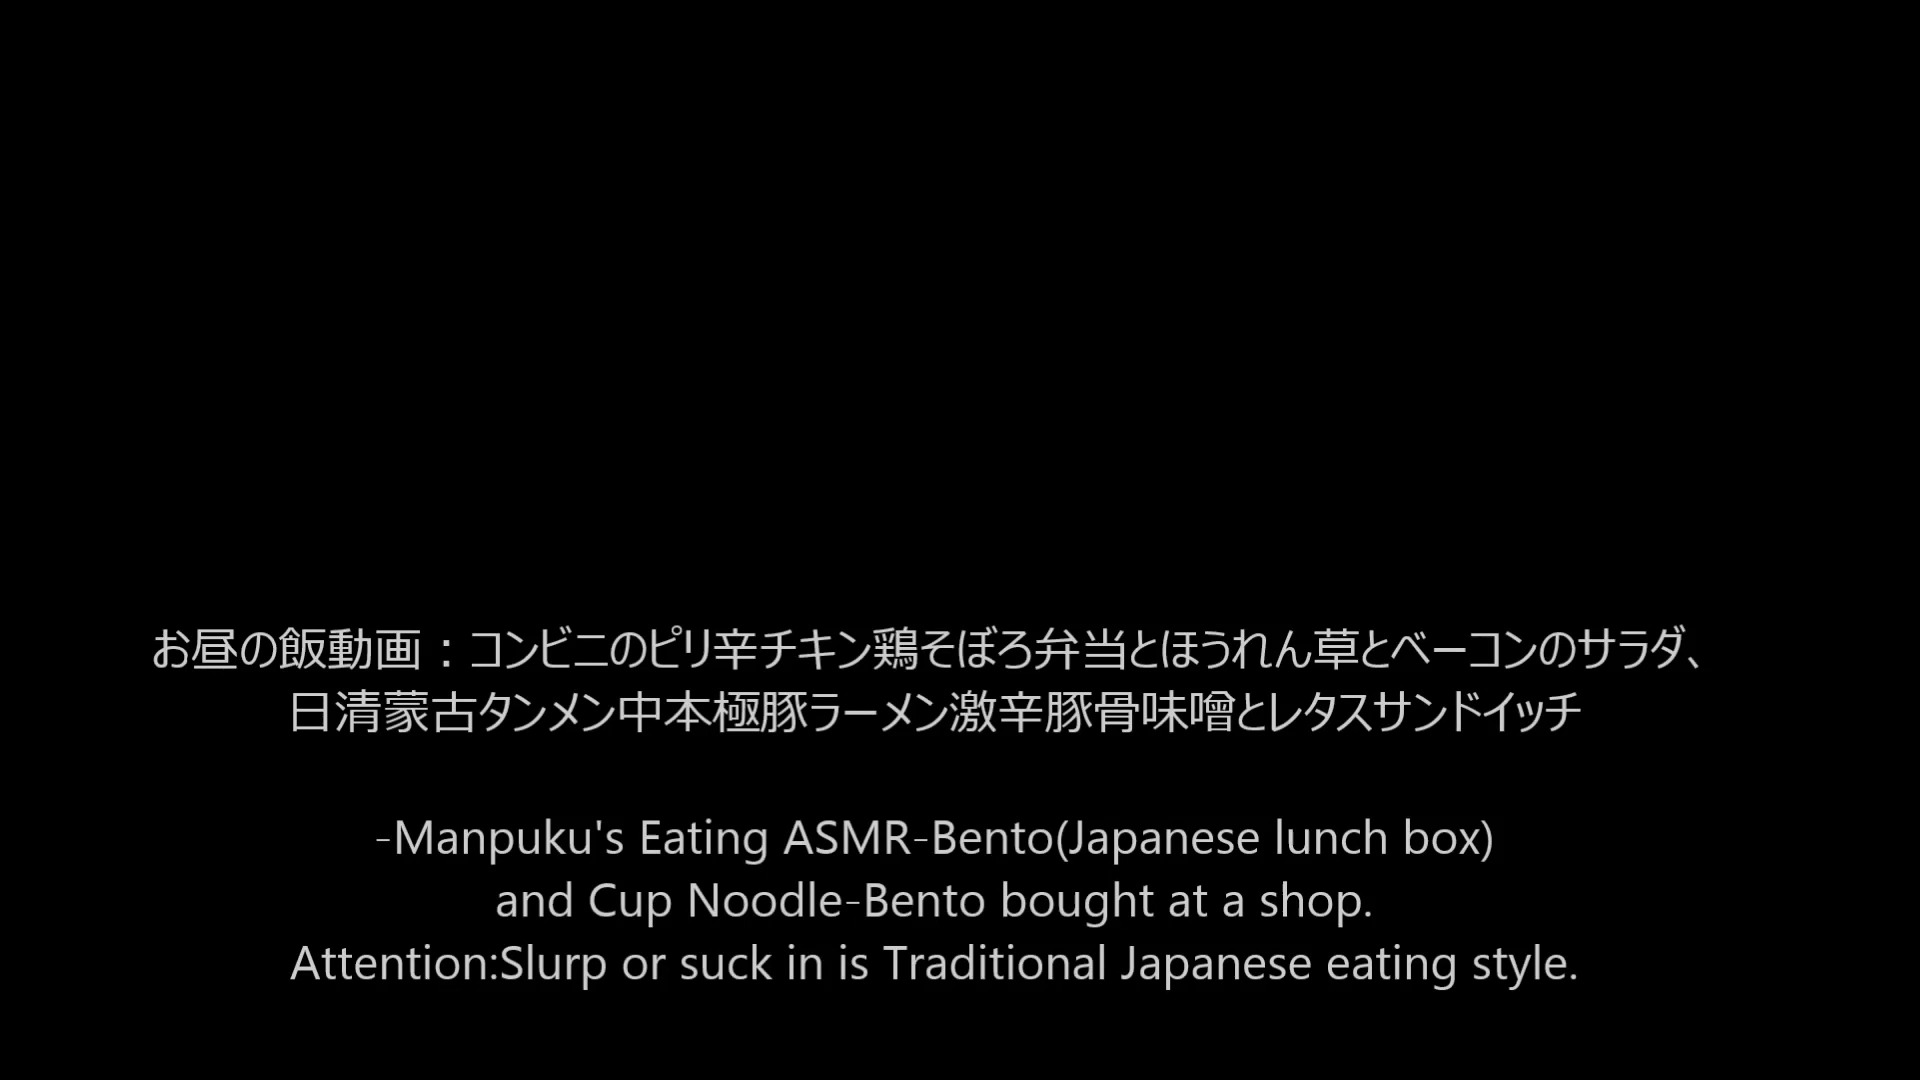 お昼の飯動画：コンビニのピリ辛チキン鶏そぼろ弁当とほうれん草とベーコンのサラダ、
日清蒙古タンメン中本極豚ラーメン激辛豚骨味噌とレタスサンドイッチ
-Manpuku's Eating ASMR-Bento(Japanese lunch box)
and Cup Noodle-Bento bought at a shop.
Attention:Slurp or suck in is Traditional Japanese eating style.